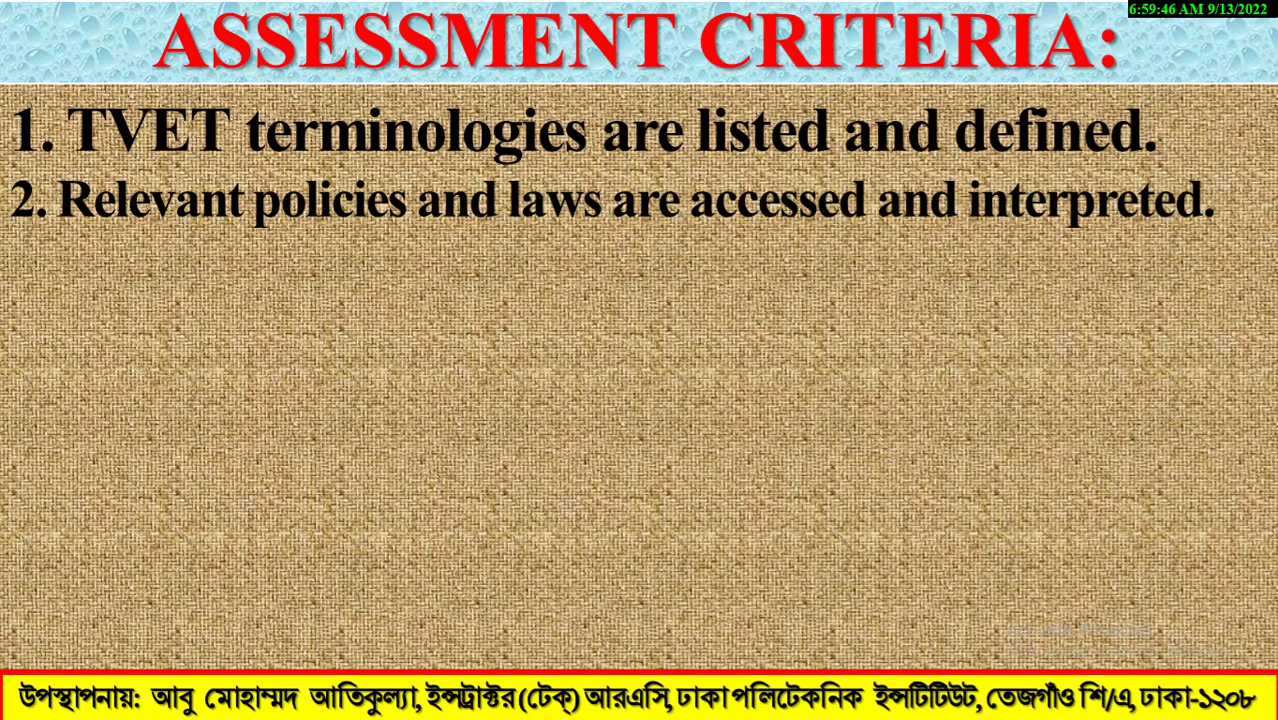 6:59:46 AM 9/13/2022
ASSESSMENT CRITERIA:
1. TVET terminologies are listed and defined.
2. Relevant policies and laws are accessed and interpreted.
উপস্থাপনায়: আবু মোহাম্মদ আতিকুল্যা, ইন্সট্রাক্টর (টেক্) আরএসি, ঢাকা পলিটেকনিক ইন্সটিটিউট, তেজগাঁও শি/এ, ঢাকা-১২০৮